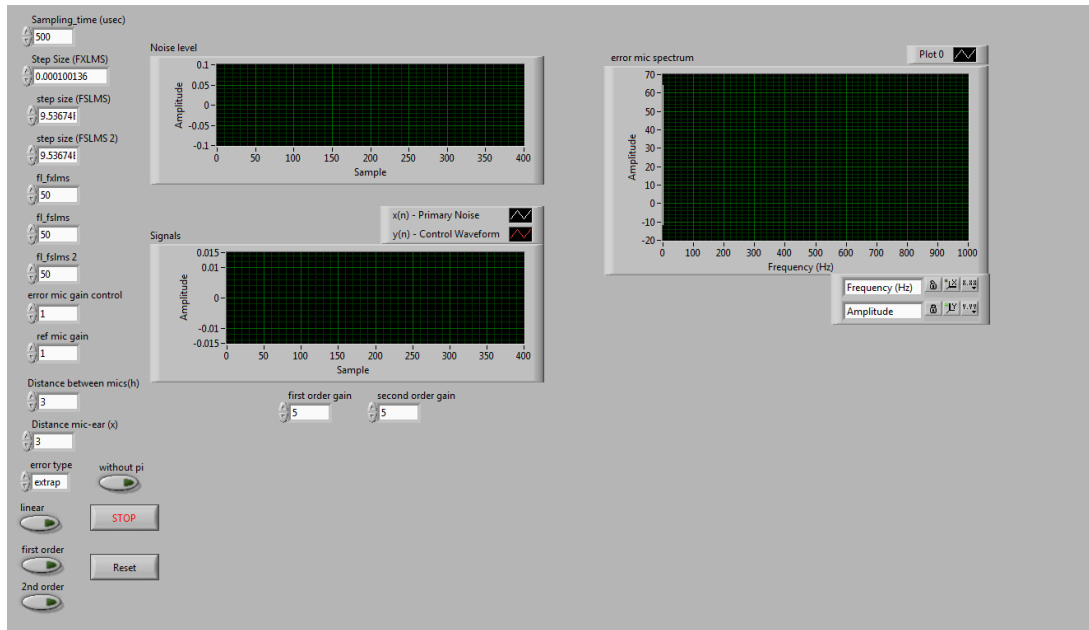 Sampling_time (usec)
500
Step Size (FXLMS)
0.000100136
step size (FSLMS)
9.53674E
step size (FSLMS 2)
9.53674E
fl_fxlms
50
fl_fslms
50
fl_fslms 2
50
error mic gain control
1
ref mic gain
1
Distance between mics(h)
3
Distance mic-ear (x)
3
error type
extrap
without pi
linear
STOP
first order
Reset
2nd order
Noise level
0.1
0.05
0
-0.05
-0.1
Amplitude
0 50 100 150 200 250 300 350 400
Sample
x(n) - Primary Noise
y(n) - Control Waveform
Signals
0.015
0.01
0
-0.01
-0.015
Amplitude
0 50 100 150 200 250 300 350 400
Sample
first order gain second order gain
5 5
Plot 0
error mic spectrum
70
60
50
40
30
20
10
0
-10
-20
Amplitude
0 100 200 300 400 500 600 700 800 900 1000
Frequency (Hz)
Frequency (Hz)
Amplitude